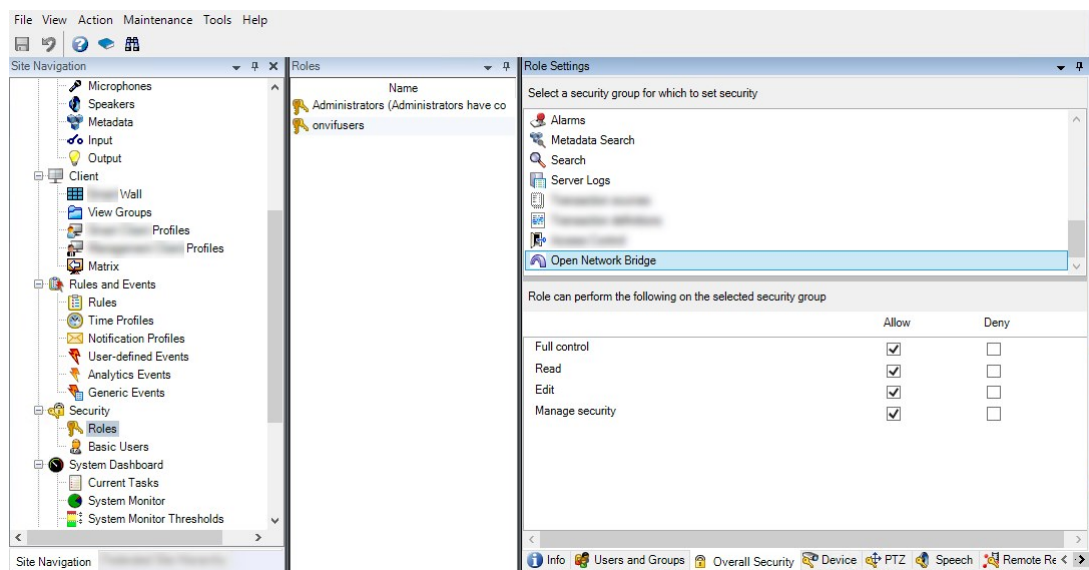 File View Action Maintenance Tools Help
Site Navigation
Microphones
Speakers
Metadata
Input
Output
Client
Wall
View Groups
Profiles
Profiles
Matrix
Rules and Events
Rules
Time Profiles
Notification Profiles
User-defined Events
Analytics Events
Generic Events
Security
Roles
Basic Users
System Dashboard
Current Tasks
System Monitor
System Monitor Thresholds
Site Navigation
Roles
Name
Administrators (Administrators have co
onvifusers
Role Settings
Select a security group for which to set security
Alarms
Metadata Search
Search
Server Logs
Open Network Bridge
Role can perform the following on the selected security group
Allow Deny
Full control
Read
Edit
Manage security
Info Users and Groups Overall Security Device PTZ Speech Remote Re